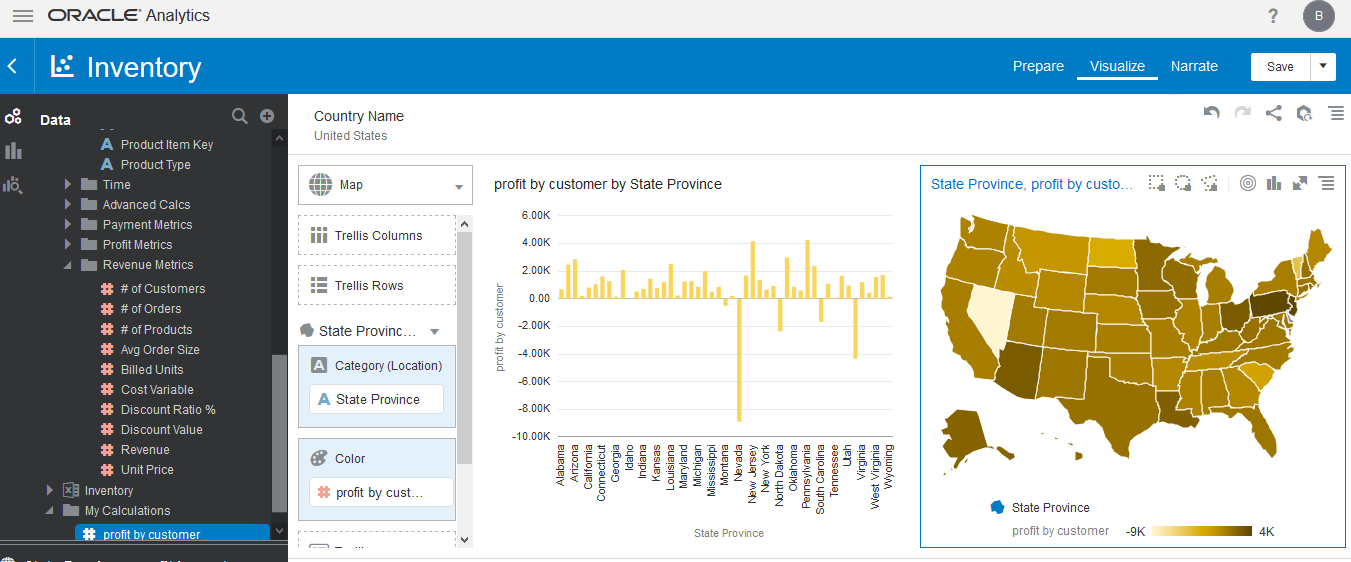 ORACLE Analytics
?
B
Inventory
Prepare
Visualize
Narrate
Save
Data
Product Item Key
Product Type
Time
Advanced Calcs
Payment Metrics
Profit Metrics
Revenue Metrics
# of Customers
# of Orders
# of Products
Avg Order Size
Billed Units
Cost Variable
Discount Ratio %
Discount Value
Revenue
Unit Price
Inventory
My Calculations
profit by customer
Country Name
United States
Map
Trellis Columns
Trellis Rows
State Provinc...
Category (Location)
State Province
Color
profit by cust...
profit by customer by State Province
profit by customer
6.00K
4.00K
2.00K
0.00
-2.00K
-4.00K
-6.00K
-8.00K
-10.00K
Alabama
Arizona
California
Connecticut
Georgia
Idaho
Indiana
Kansas
Louisiana
Maryland
Michigan
Mississippi
Montana
Nevada
New Jersey
New York
North Dakota
Oklahoma
Pennsylvania
South Carolina
Tennessee
Utah
Virginia
West Virginia
Wyoming
State Province
State Province, profit by custo...
State Province
profit by customer
-9K
4K